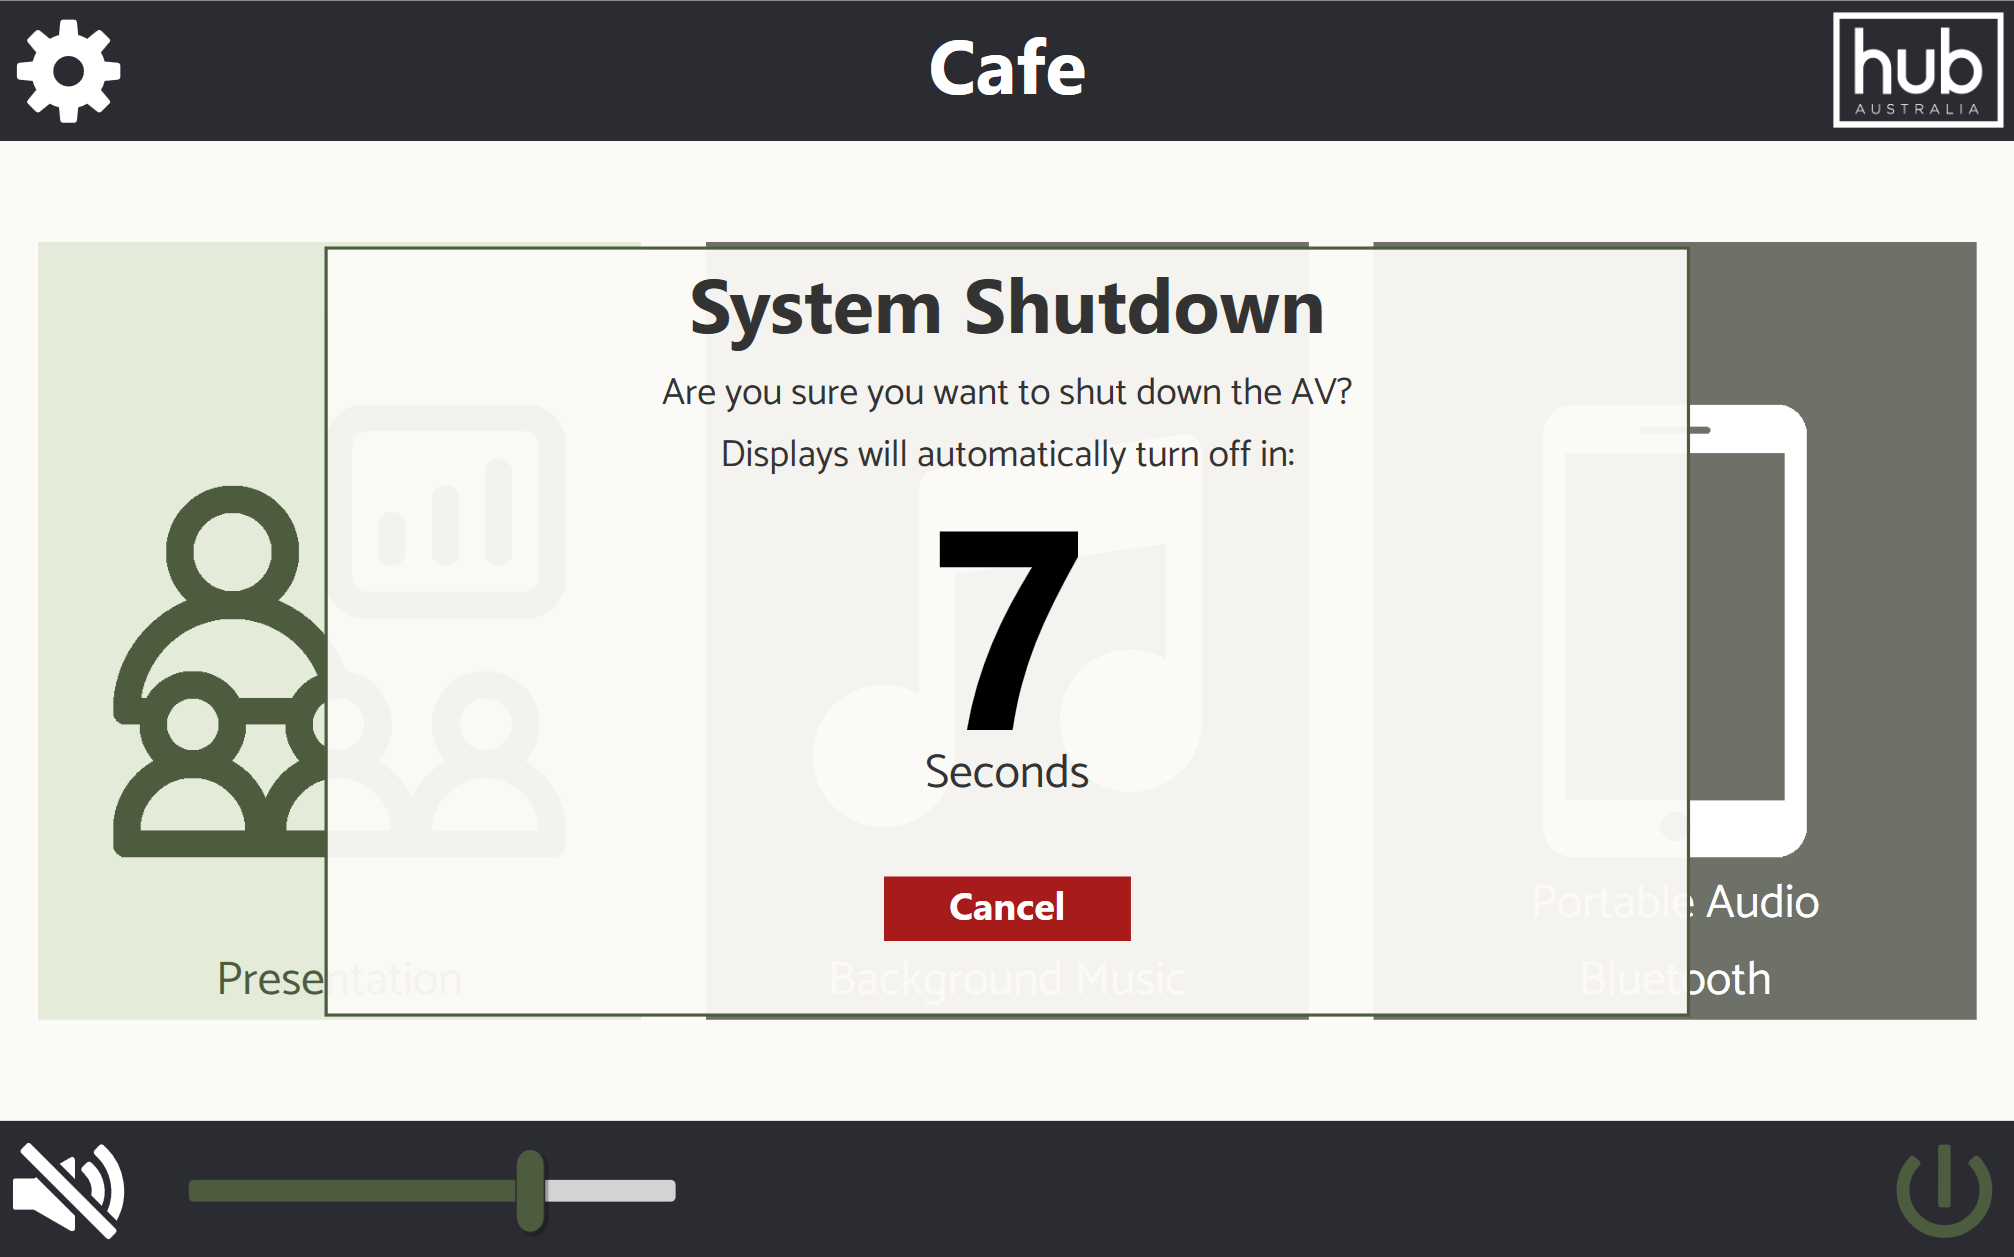 Cafe
hub
AUSTRALIA
System Shutdown
Are you sure you want to shut down the AV?
Displays will automatically turn off in:
7
Seconds
Cancel
Presentation
Background Music
Portable Audio
Bluetooth